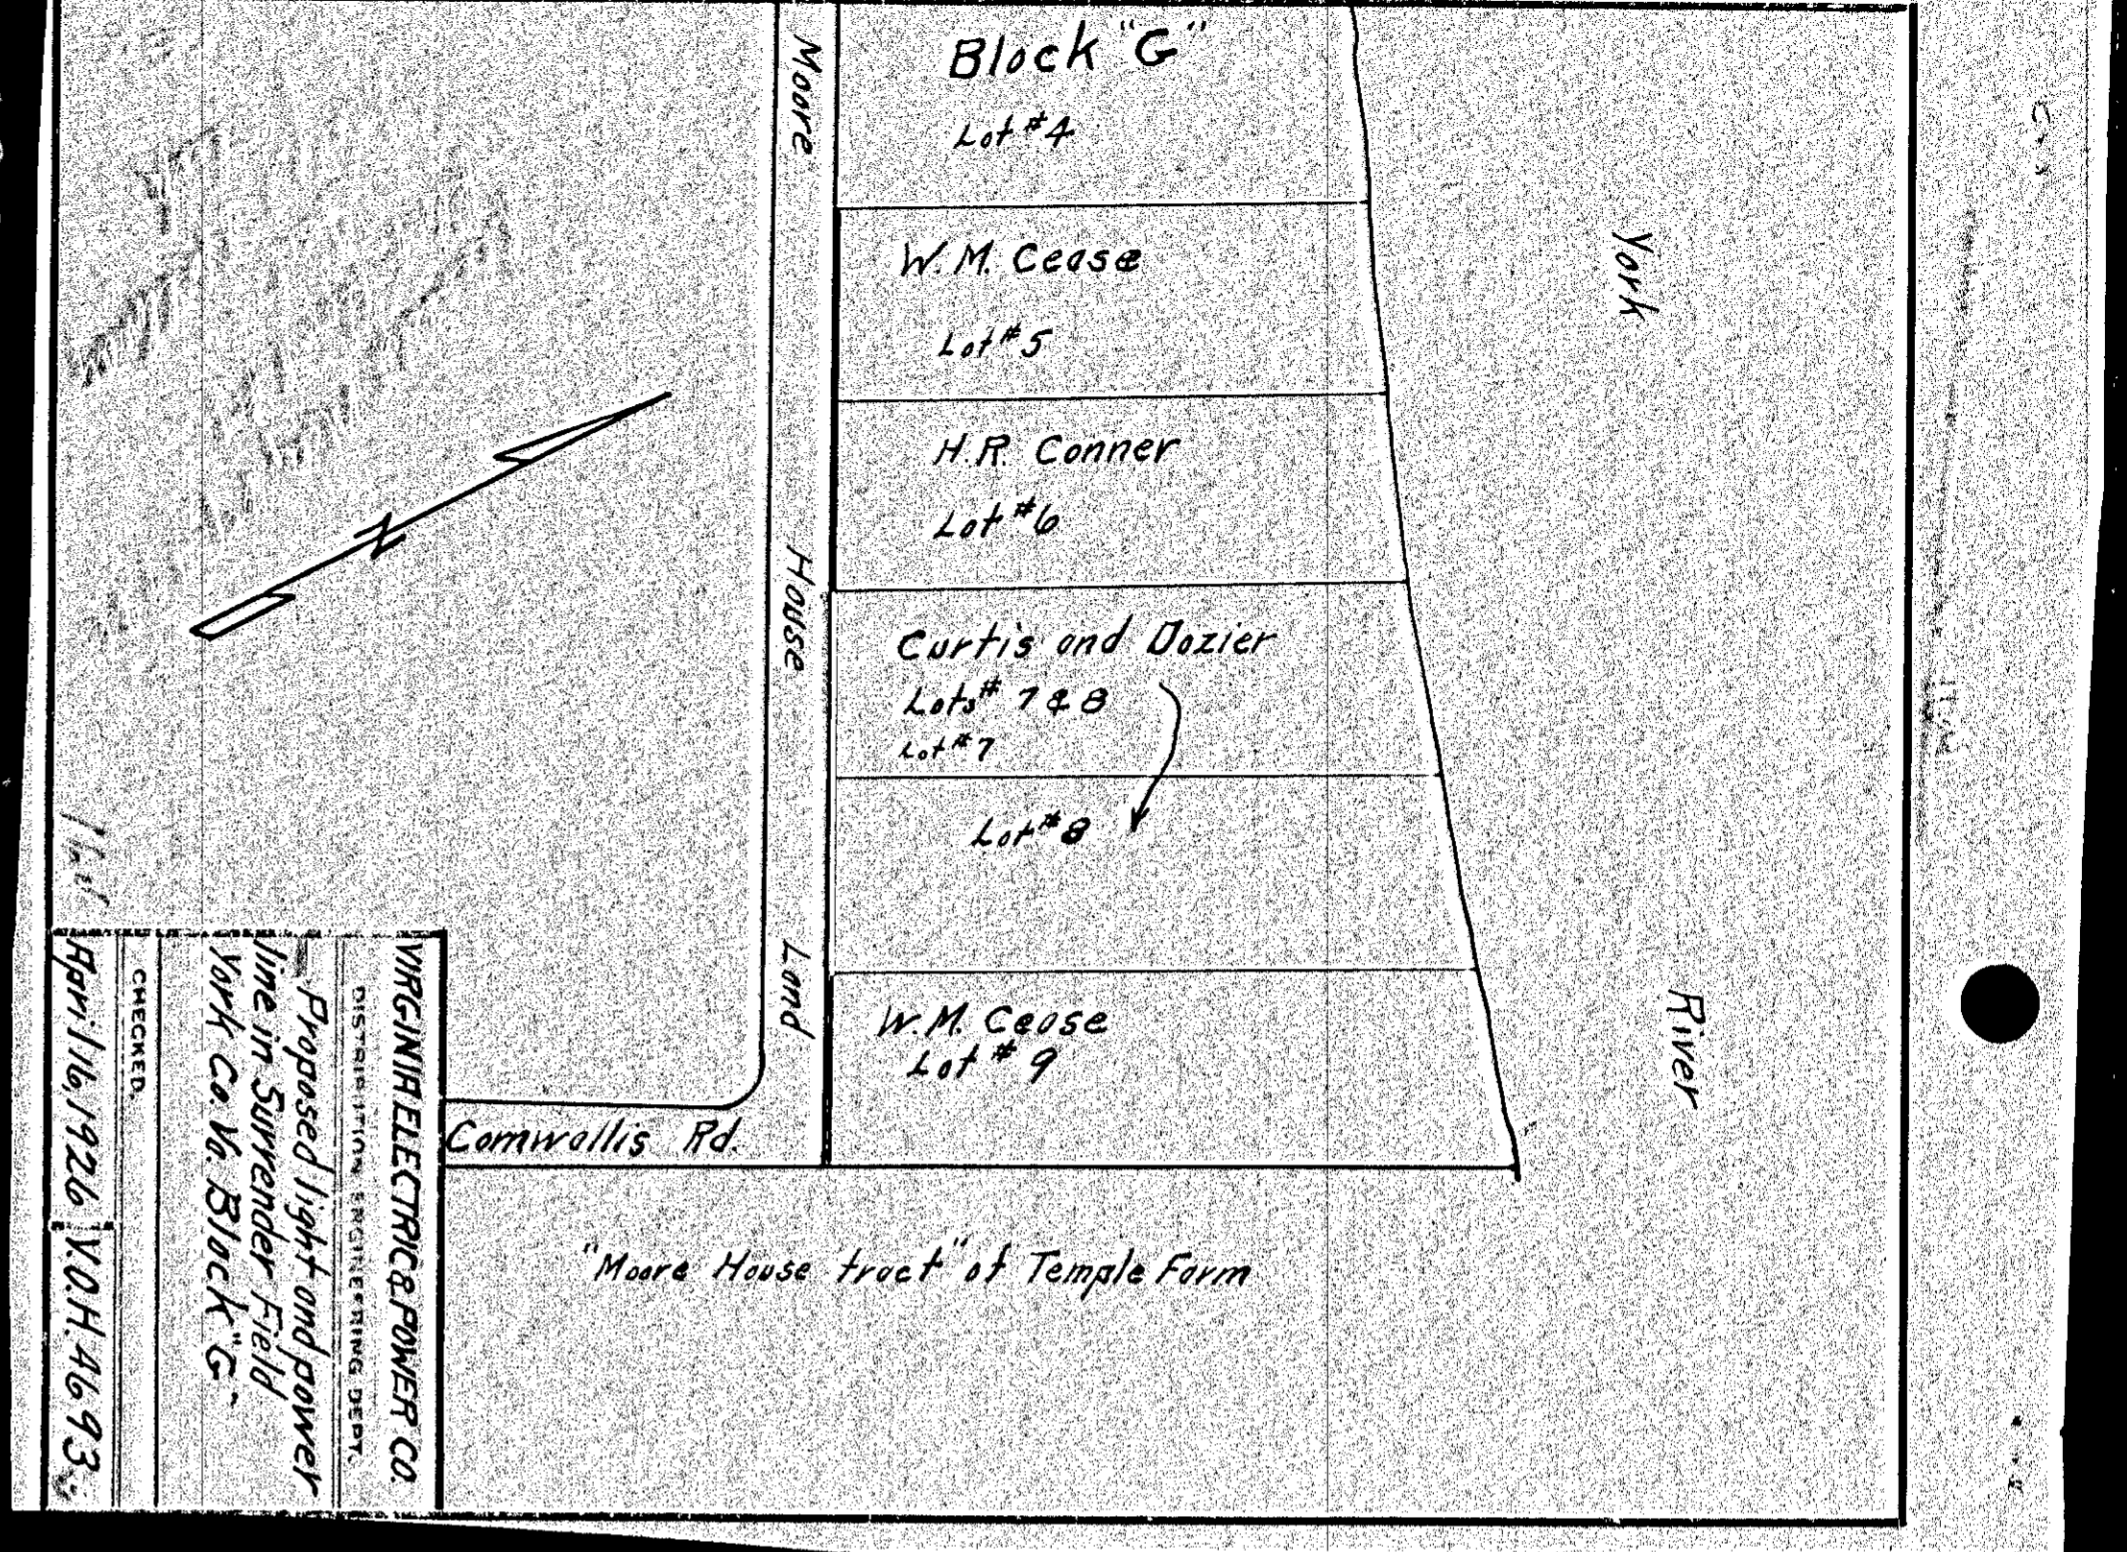 Block "G"
Lot #4
W. M. Cease
Lot #5
H. R. Conner
Lot #6
Curtis and Dozier
Lots # 7 & 8
Lot #7
Lot #8
W. M. Cease
Lot # 9
Moore House Land
York River
N
Cornwallis Rd.
"Moore House tract" of Temple Farm
VIRGINIA ELECTRIC & POWER CO.
DISTRIBUTION ENGINEERING DEPT.
Proposed light and power
line in Surrender Field
York Co. Va. Block "G"
CHECKED.
April 16, 1926 V.O.H. 4693